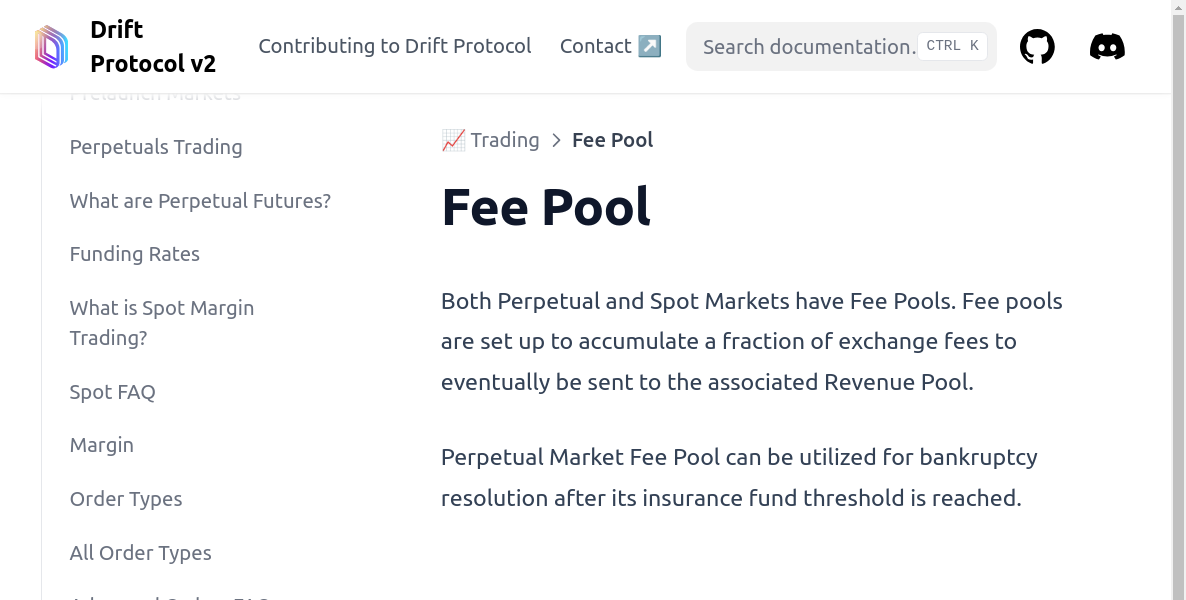 Drift
Protocol v2
Contributing to Drift Protocol
Contact ↗
Search documentation.
CTRL K
Prelaunch Markets
Perpetuals Trading
What are Perpetual Futures?
Funding Rates
What is Spot Margin
Trading?
Spot FAQ
Margin
Order Types
All Order Types
📈 Trading > Fee Pool
Fee Pool
Both Perpetual and Spot Markets have Fee Pools. Fee pools
are set up to accumulate a fraction of exchange fees to
eventually be sent to the associated Revenue Pool.
Perpetual Market Fee Pool can be utilized for bankruptcy
resolution after its insurance fund threshold is reached.